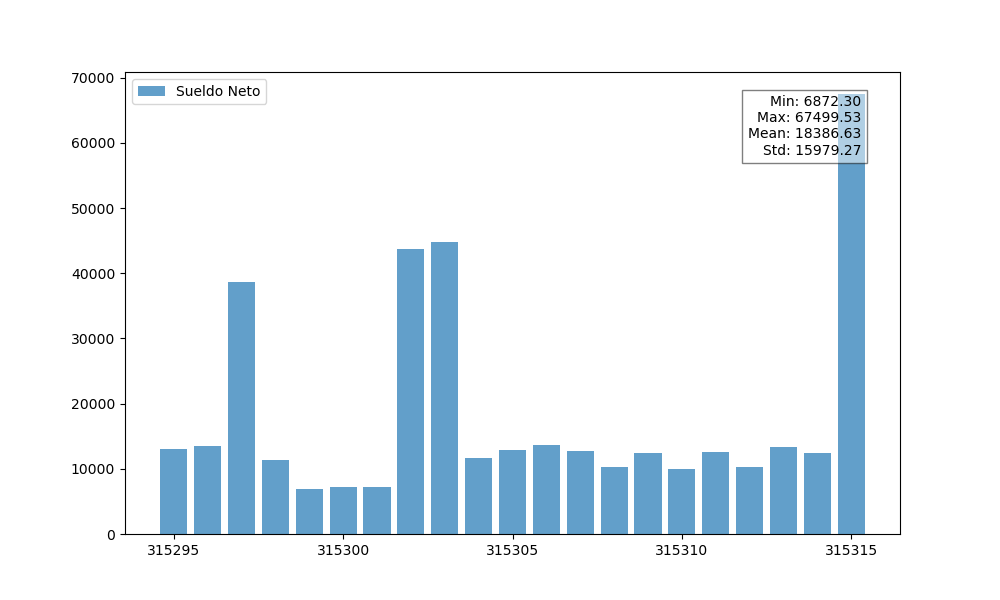 70000
60000
50000
40000
30000
20000
10000
0
Sueldo Neto
Min: 6872.30
Max: 67499.53
Mean: 18386.63
Std: 15979.27
315295 315300 315305 315310 315315